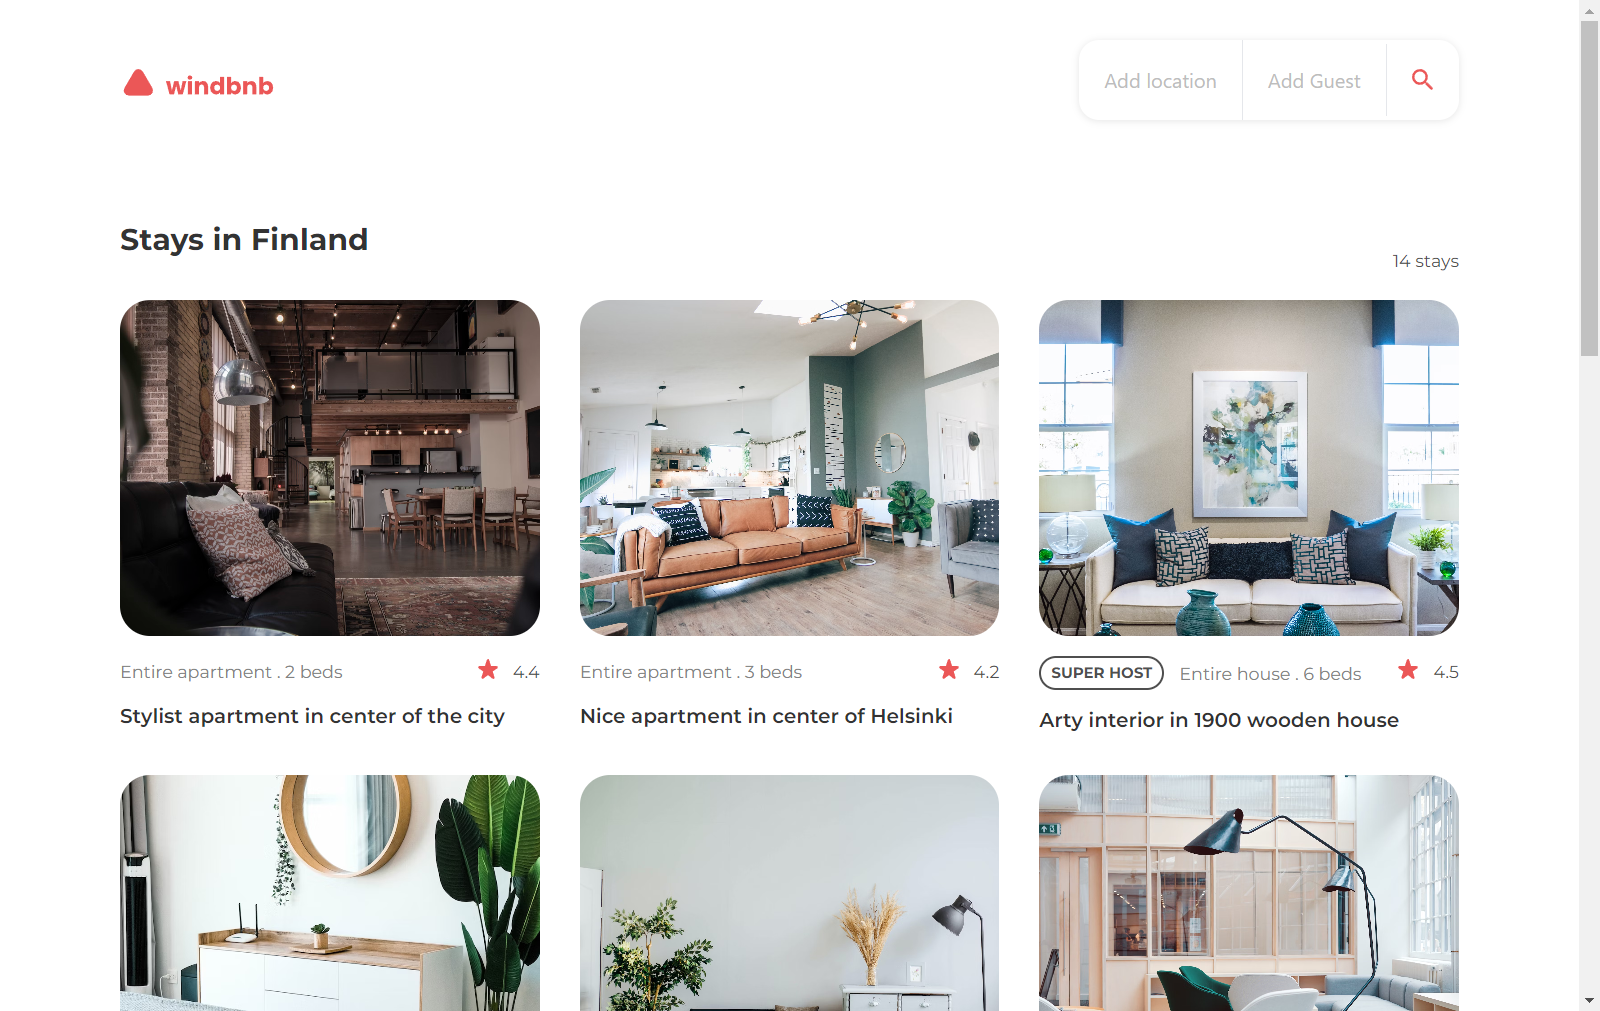 windbnb
Add location
Add Guest
Stays in Finland
14 stays
Entire apartment . 2 beds
4.4
Stylist apartment in center of the city
Entire apartment . 3 beds
4.2
Nice apartment in center of Helsinki
SUPER HOST
Entire house . 6 beds
4.5
Arty interior in 1900 wooden house